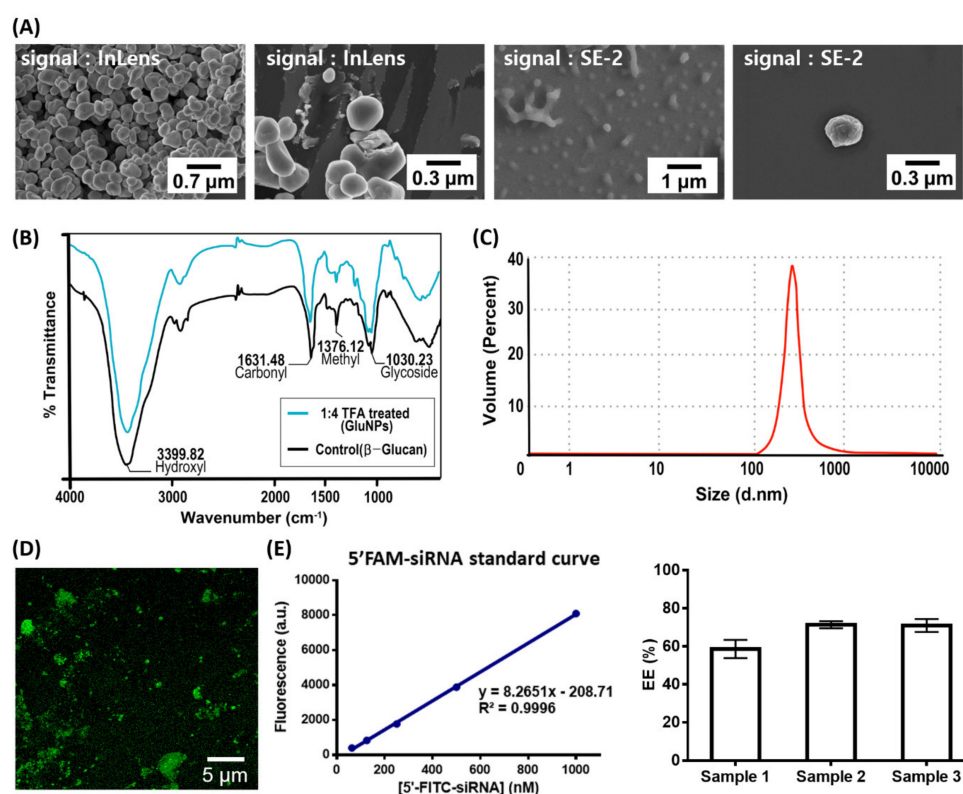 (A)
signal : InLens
0.7 μm
signal : InLens
0.3 μm
signal : SE-2
1 μm
signal : SE-2
0.3 μm
(B)
% Transmittance
3399.82
Hydroxyl
1631.48
Carbonyl
1376.12
Methyl
1030.23
Glycoside
1:4 TFA treated
(GluNPs)
Control(β−Glucan)
4000 3000 2000 1500 1000
Wavenumber (cm⁻¹)
(C)
Volume (Percent)
40
30
20
10
0 1 10 100 1000 10000
Size (d.nm)
(D)
5 μm
(E)
5'FAM-siRNA standard curve
Fluorescence (a.u.)
10000
8000
6000
4000
2000
0
y = 8.2651x - 208.71
R² = 0.9996
0 200 400 600 800 1000
[5'-FITC-siRNA] (nM)
EE (%)
100
80
60
40
20
0
Sample 1 Sample 2 Sample 3